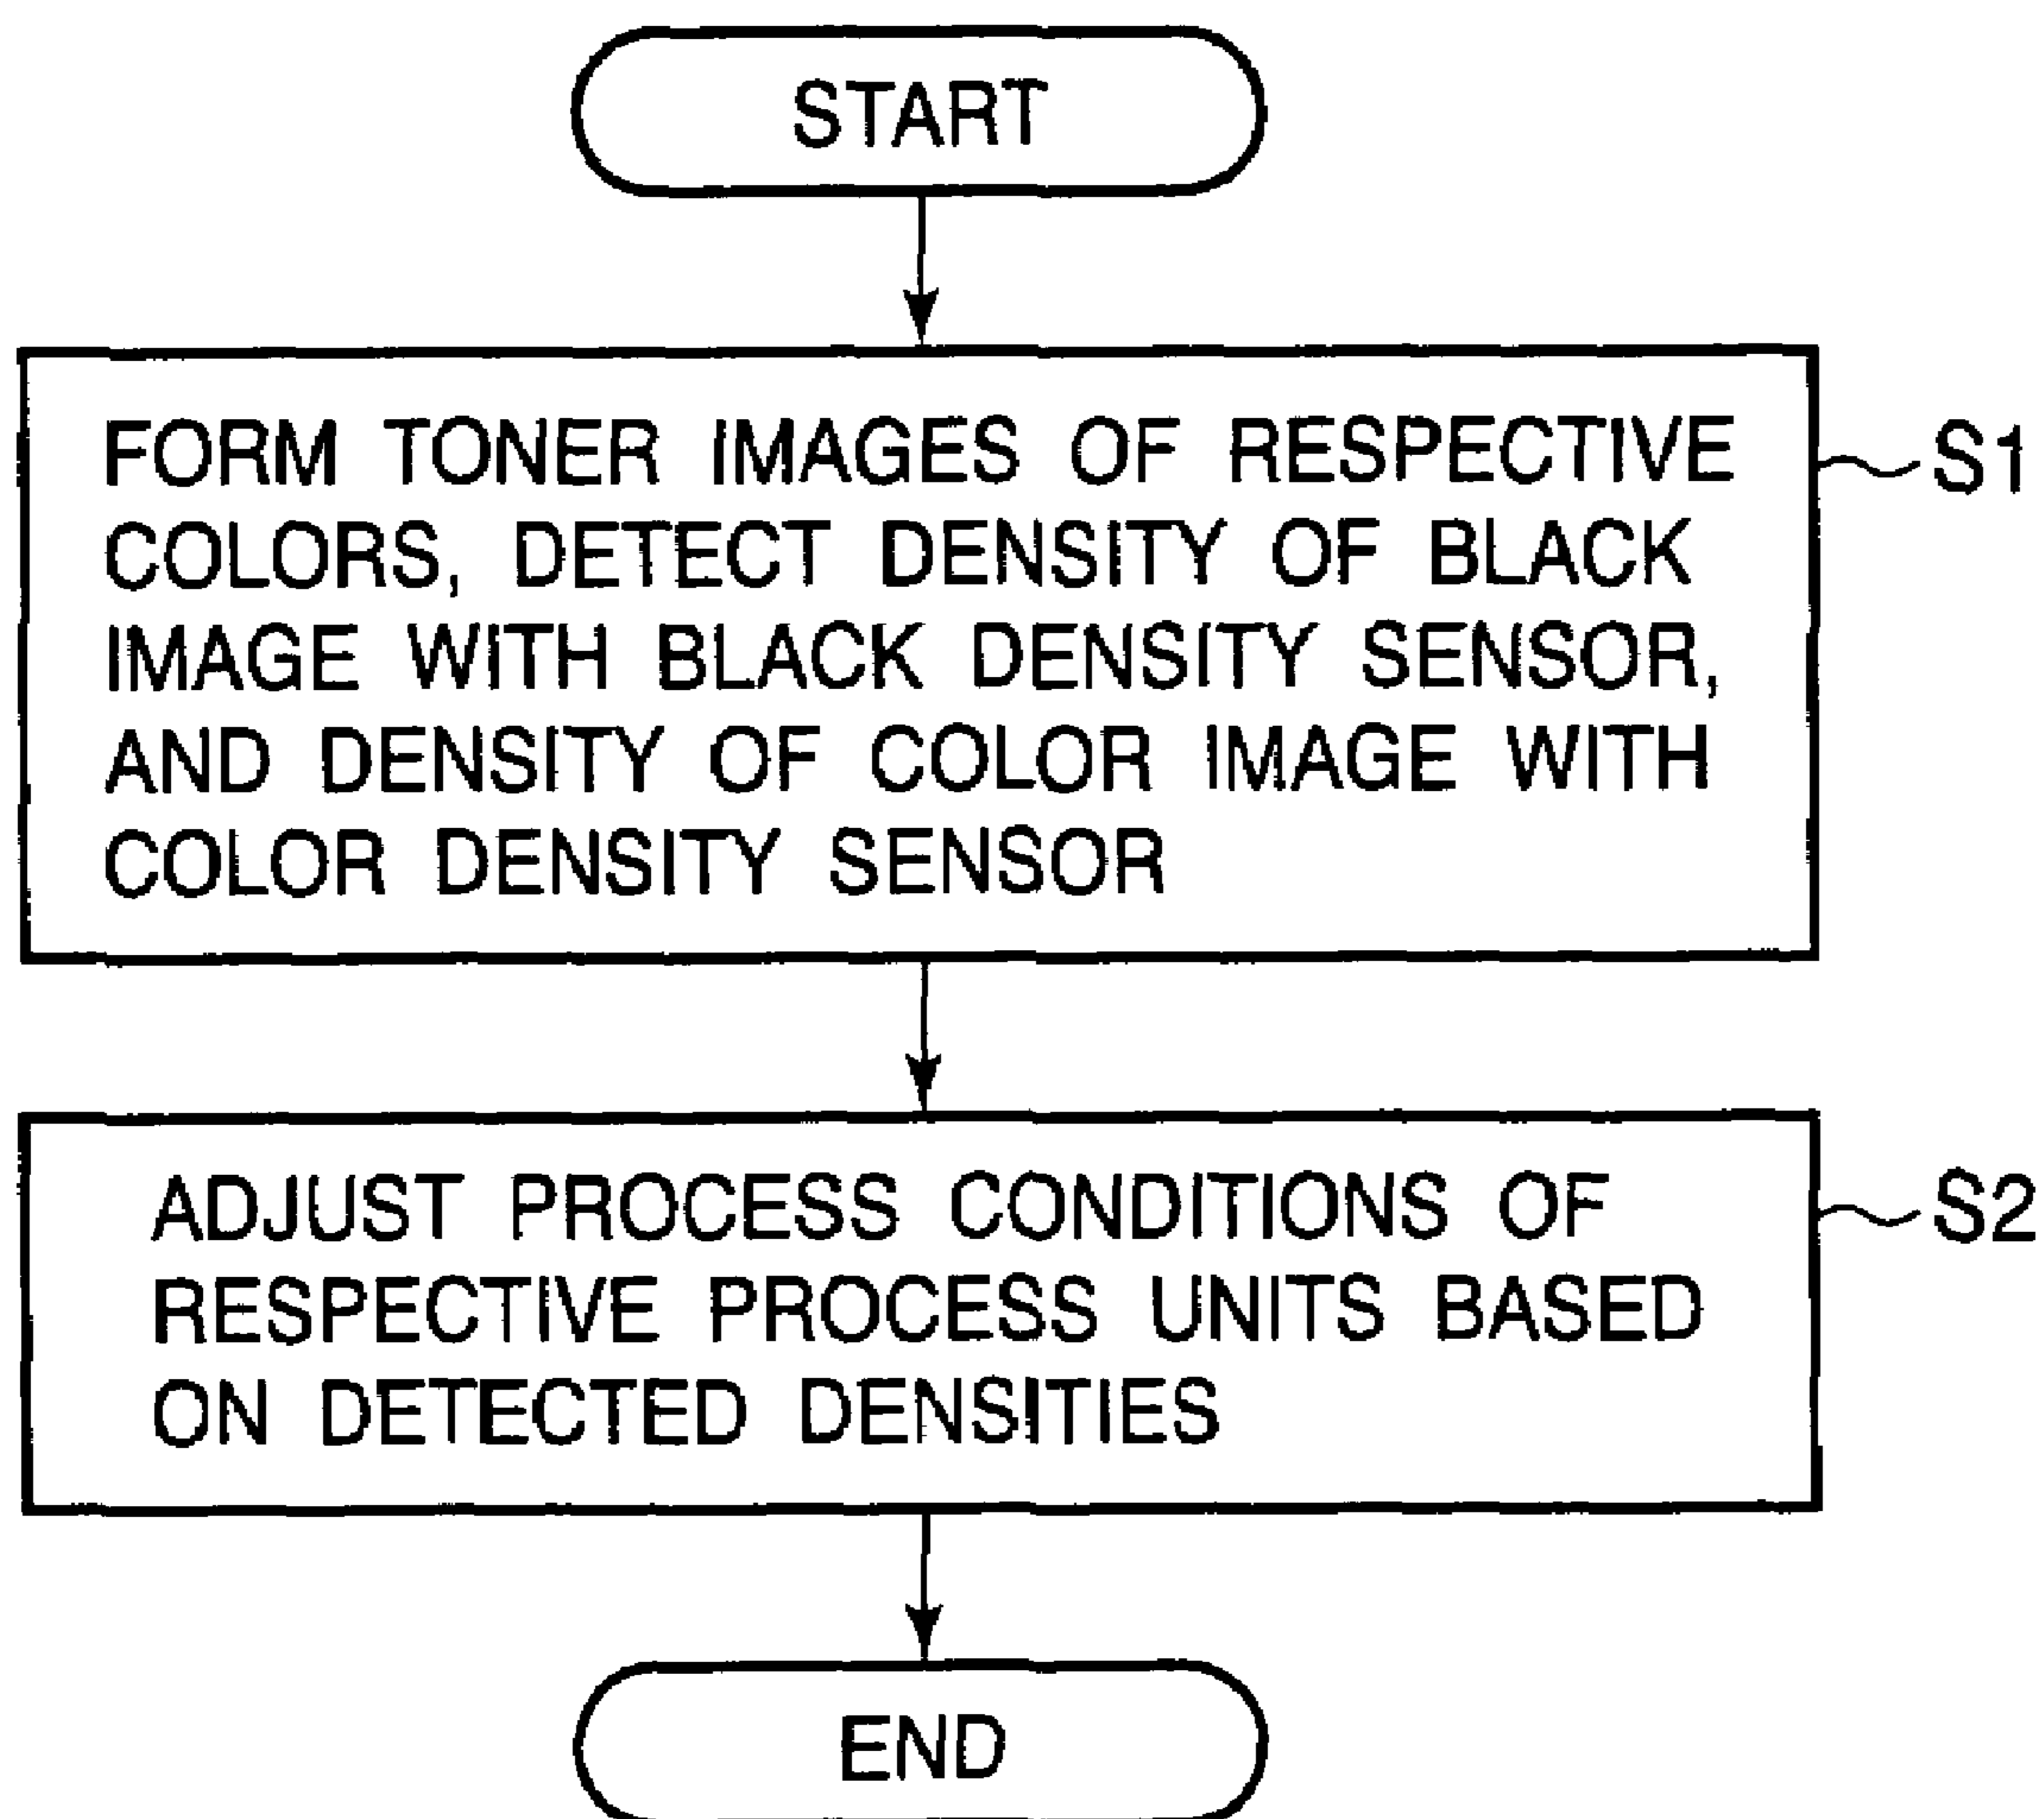 START
FORM TONER IMAGES OF RESPECTIVE
COLORS, DETECT DENSITY OF BLACK
IMAGE WITH BLACK DENSITY SENSOR,
AND DENSITY OF COLOR IMAGE WITH
COLOR DENSITY SENSOR
S1
ADJUST PROCESS CONDITIONS OF
RESPECTIVE PROCESS UNITS BASED
ON DETECTED DENSITIES
S2
END